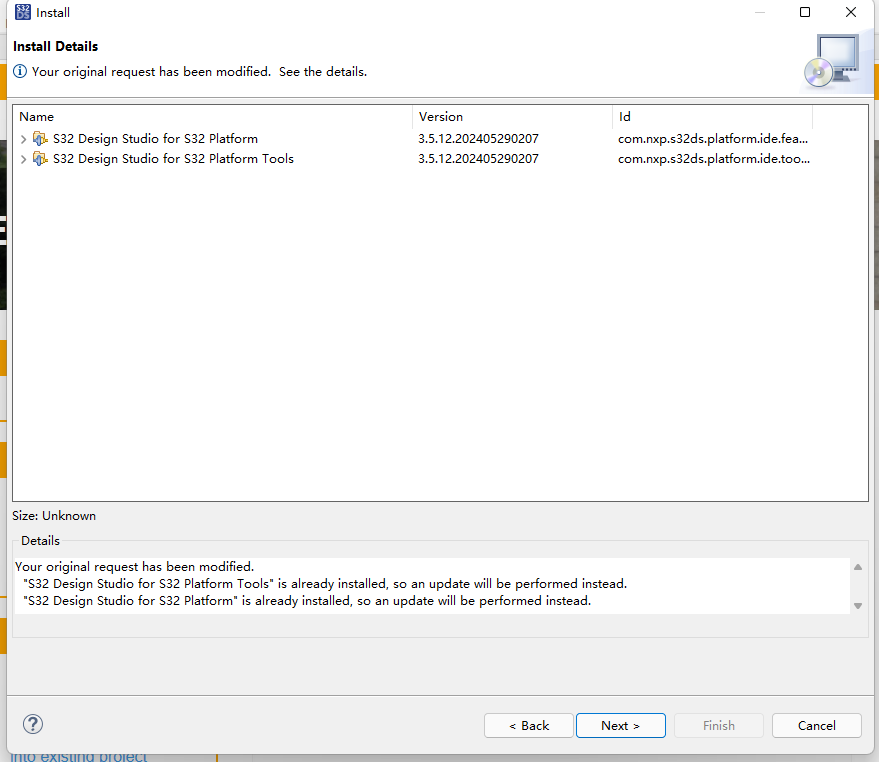 S32
DS
Install
Install Details
Your original request has been modified.  See the details.
Name Version Id
S32 Design Studio for S32 Platform 3.5.12.202405290207 com.nxp.s32ds.platform.ide.fea...
S32 Design Studio for S32 Platform Tools 3.5.12.202405290207 com.nxp.s32ds.platform.ide.too...
Size: Unknown
Details
Your original request has been modified.
"S32 Design Studio for S32 Platform Tools" is already installed, so an update will be performed instead.
"S32 Design Studio for S32 Platform" is already installed, so an update will be performed instead.
?
< Back Next > Finish Cancel
into existing project